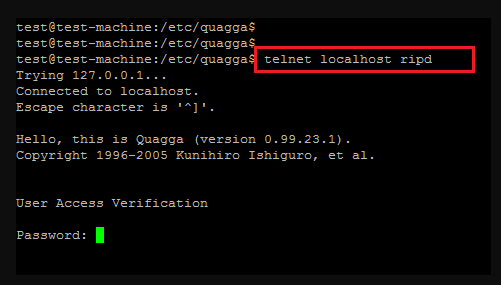 test@test-machine:/etc/quagga$
test@test-machine:/etc/quagga$
test@test-machine:/etc/quagga$ telnet localhost ripd
Trying 127.0.0.1...
Connected to localhost.
Escape character is '^]'.
Hello, this is Quagga (version 0.99.23.1).
Copyright 1996-2005 Kunihiro Ishiguro, et al.
User Access Verification
Password: